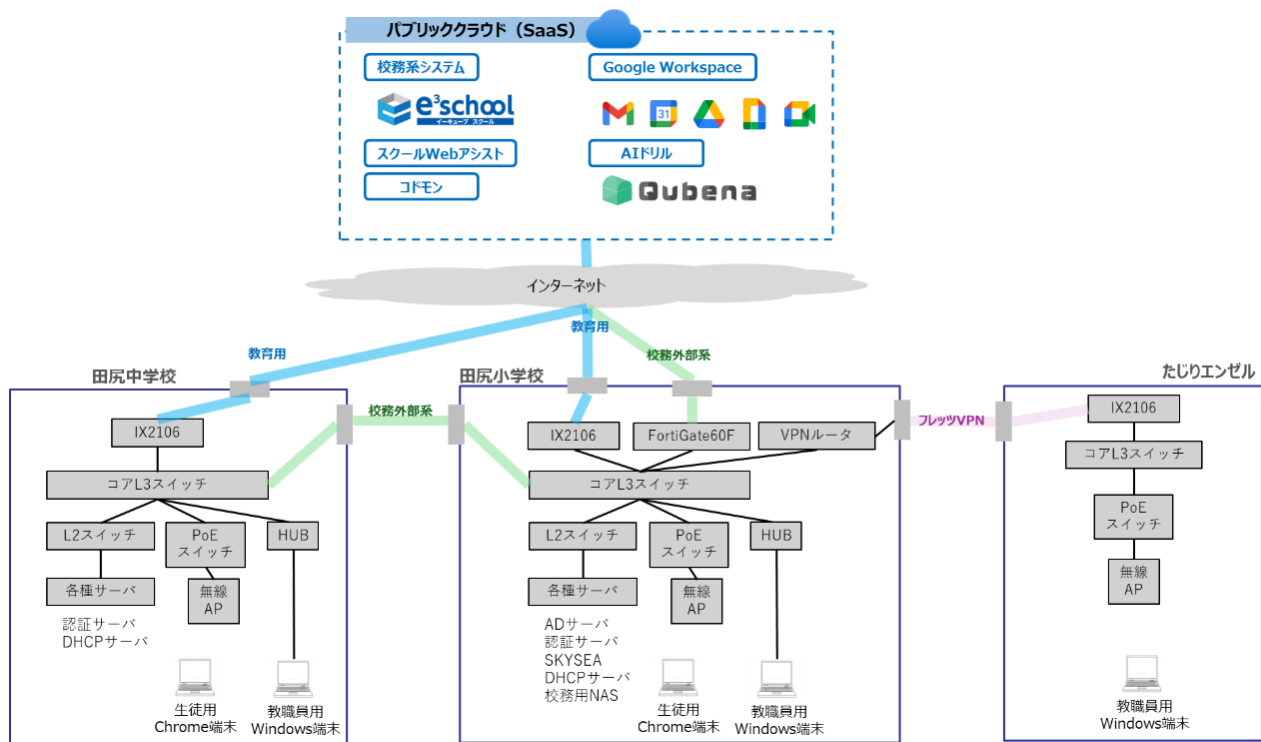 パブリッククラウド（SaaS）
校務系システム
Google Workspace
e³school
イーキューブ スクール
31
スクールWebアシスト
AIドリル
コドモン
Qubena
インターネット
教育用
教育用
校務外部系
田尻中学校
田尻小学校
たじりエンゼル
校務外部系
フレッツVPN
IX2106
IX2106
FortiGate60F
VPNルータ
IX2106
コアL3スイッチ
コアL3スイッチ
コアL3スイッチ
L2スイッチ
PoE
スイッチ
HUB
L2スイッチ
PoE
スイッチ
HUB
PoE
スイッチ
各種サーバ
無線
AP
各種サーバ
無線
AP
無線
AP
認証サーバ
DHCPサーバ
ADサーバ
認証サーバ
SKYSEA
DHCPサーバ
校務用NAS
生徒用
Chrome端末
教職員用
Windows端末
生徒用
Chrome端末
教職員用
Windows端末
教職員用
Windows端末